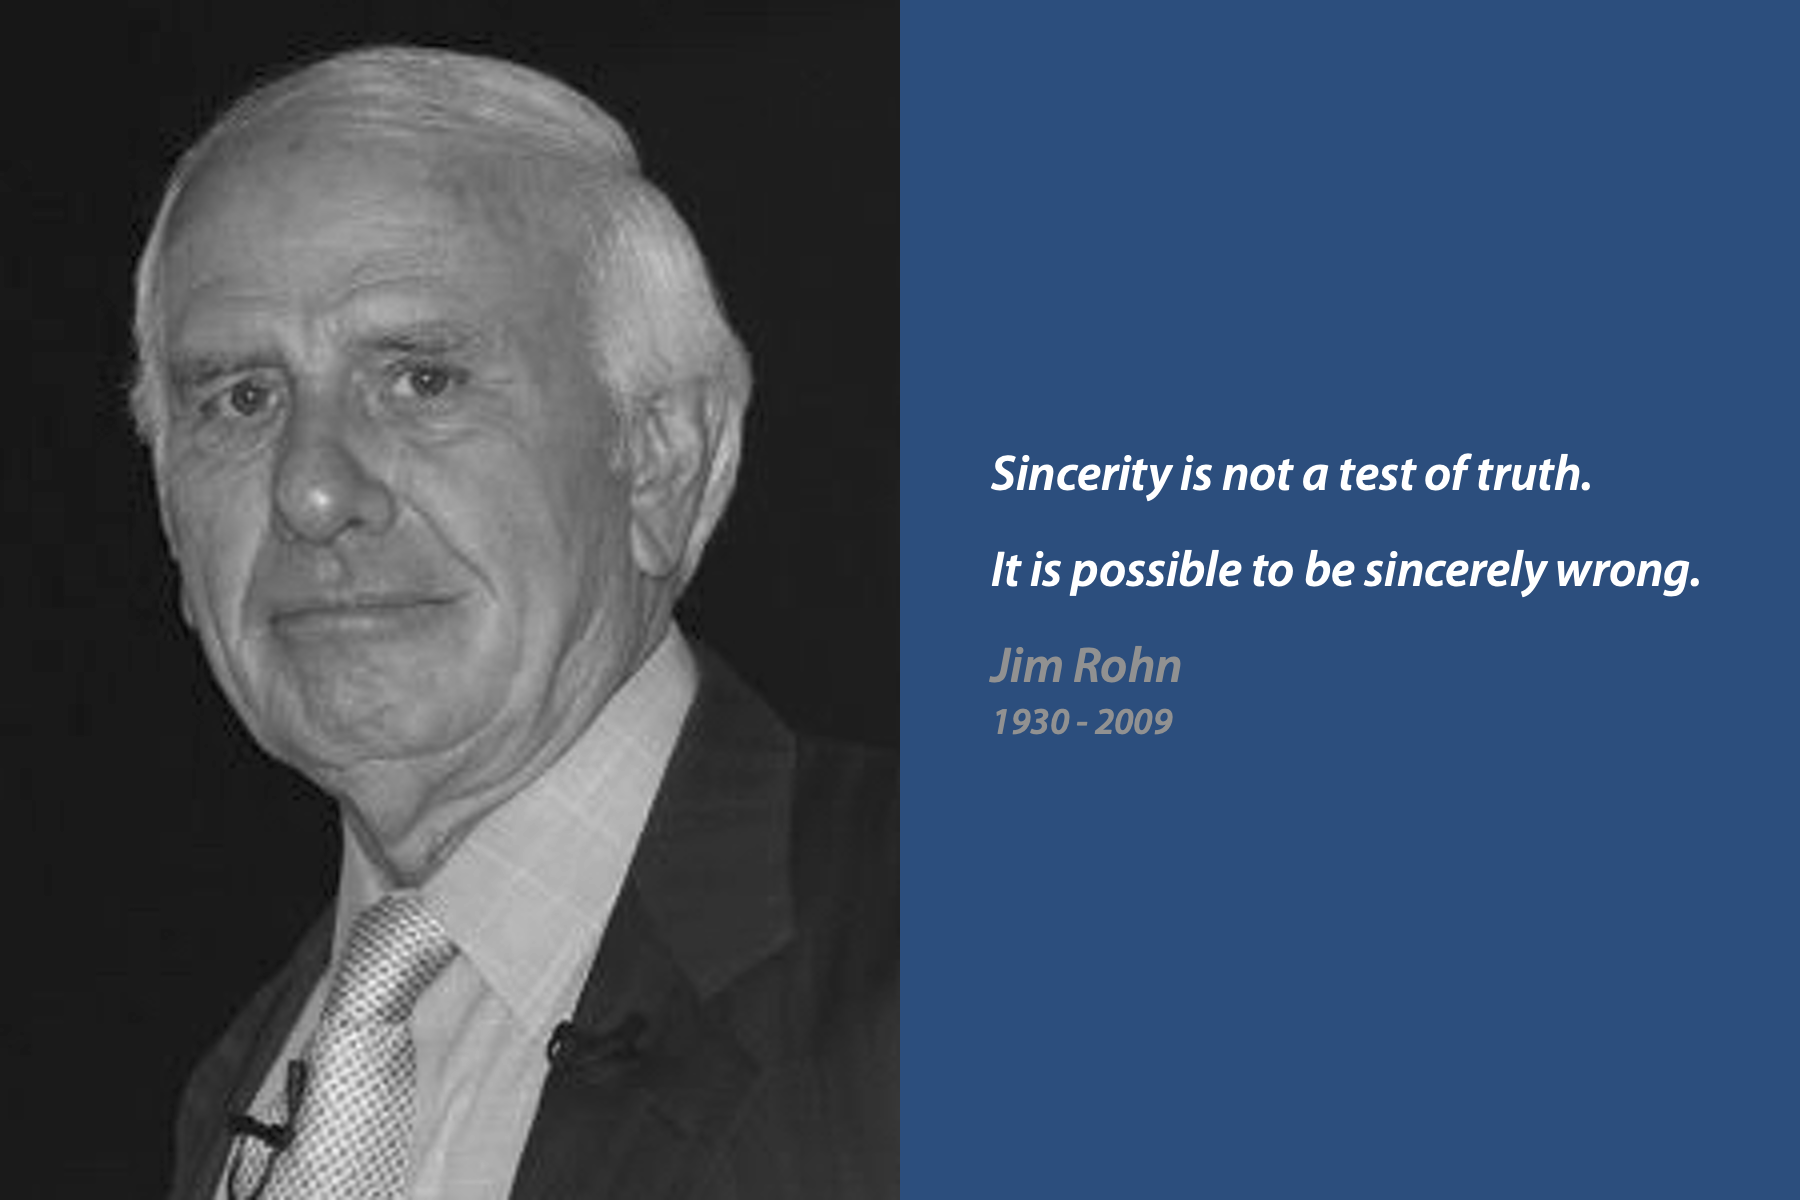 Sincerity is not a test of truth.
It is possible to be sincerely wrong.
Jim Rohn
1930 - 2009